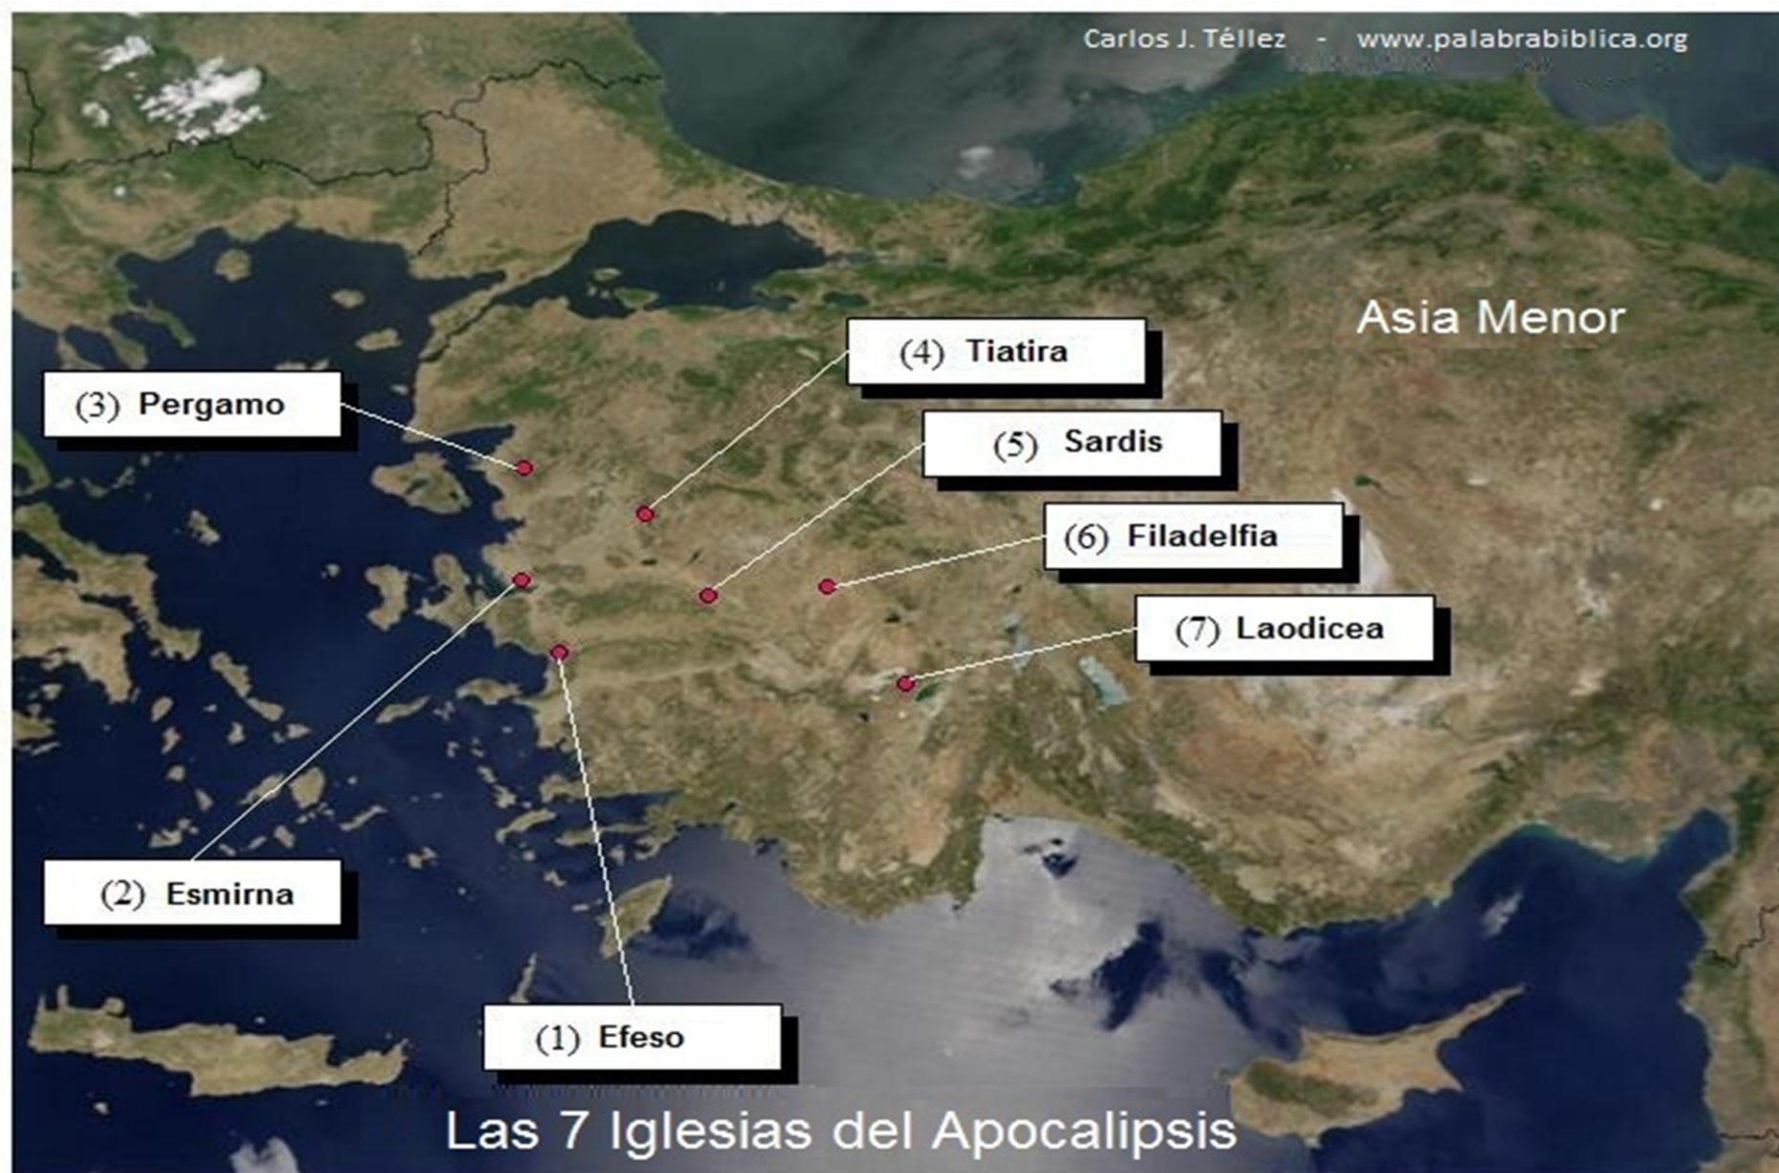 Carlos J. Téllez - www.palabrabiblica.org
Asia Menor
(4) Tiatira
(3) Pergamo
(5) Sardis
(6) Filadelfia
(7) Laodicea
(2) Esmirna
(1) Efeso
Las 7 Iglesias del Apocalipsis